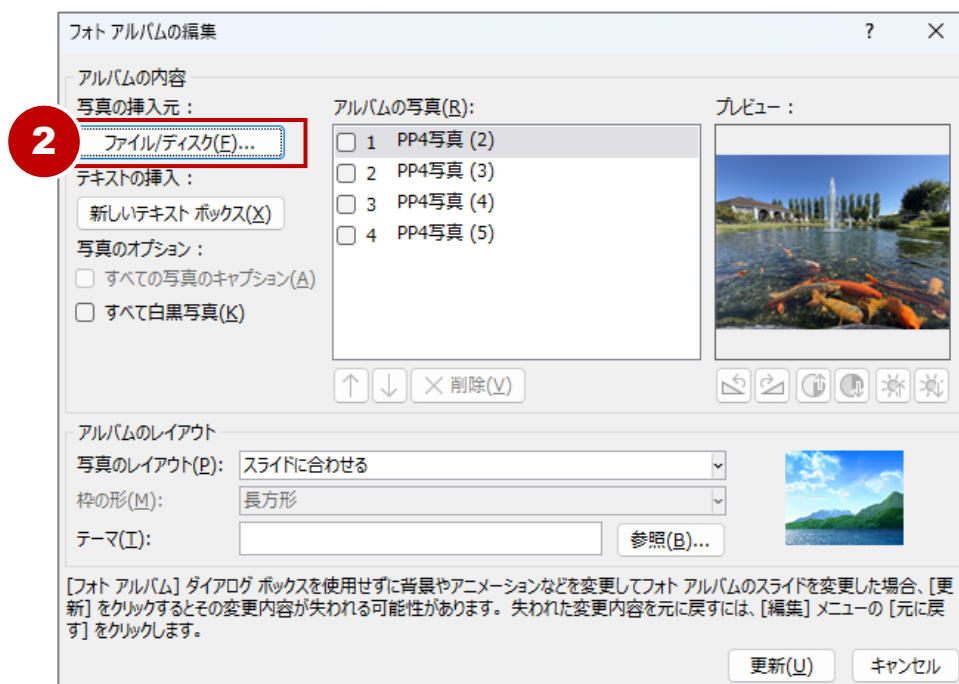 フォト アルバムの編集
?
アルバムの内容
写真の挿入元：
アルバムの写真(R):
プレビュー：
2
ファイル/ディスク(F)...
1 PP4写真 (2)
2 PP4写真 (3)
3 PP4写真 (4)
4 PP4写真 (5)
テキストの挿入：
新しいテキスト ボックス(X)
写真のオプション：
すべての写真のキャプション(A)
すべて白黒写真(K)
削除(V)
アルバムのレイアウト
写真のレイアウト(P): スライドに合わせる
枠の形(M): 長方形
テーマ(T):
参照(B)...
[フォト アルバム] ダイアログ ボックスを使用せずに背景やアニメーションなどを変更してフォト アルバムのスライドを変更した場合、[更
新] をクリックするとその変更内容が失われる可能性があります。失われた変更内容を元に戻すには、[編集] メニューの [元に戻
す] をクリックします。
更新(U)
キャンセル